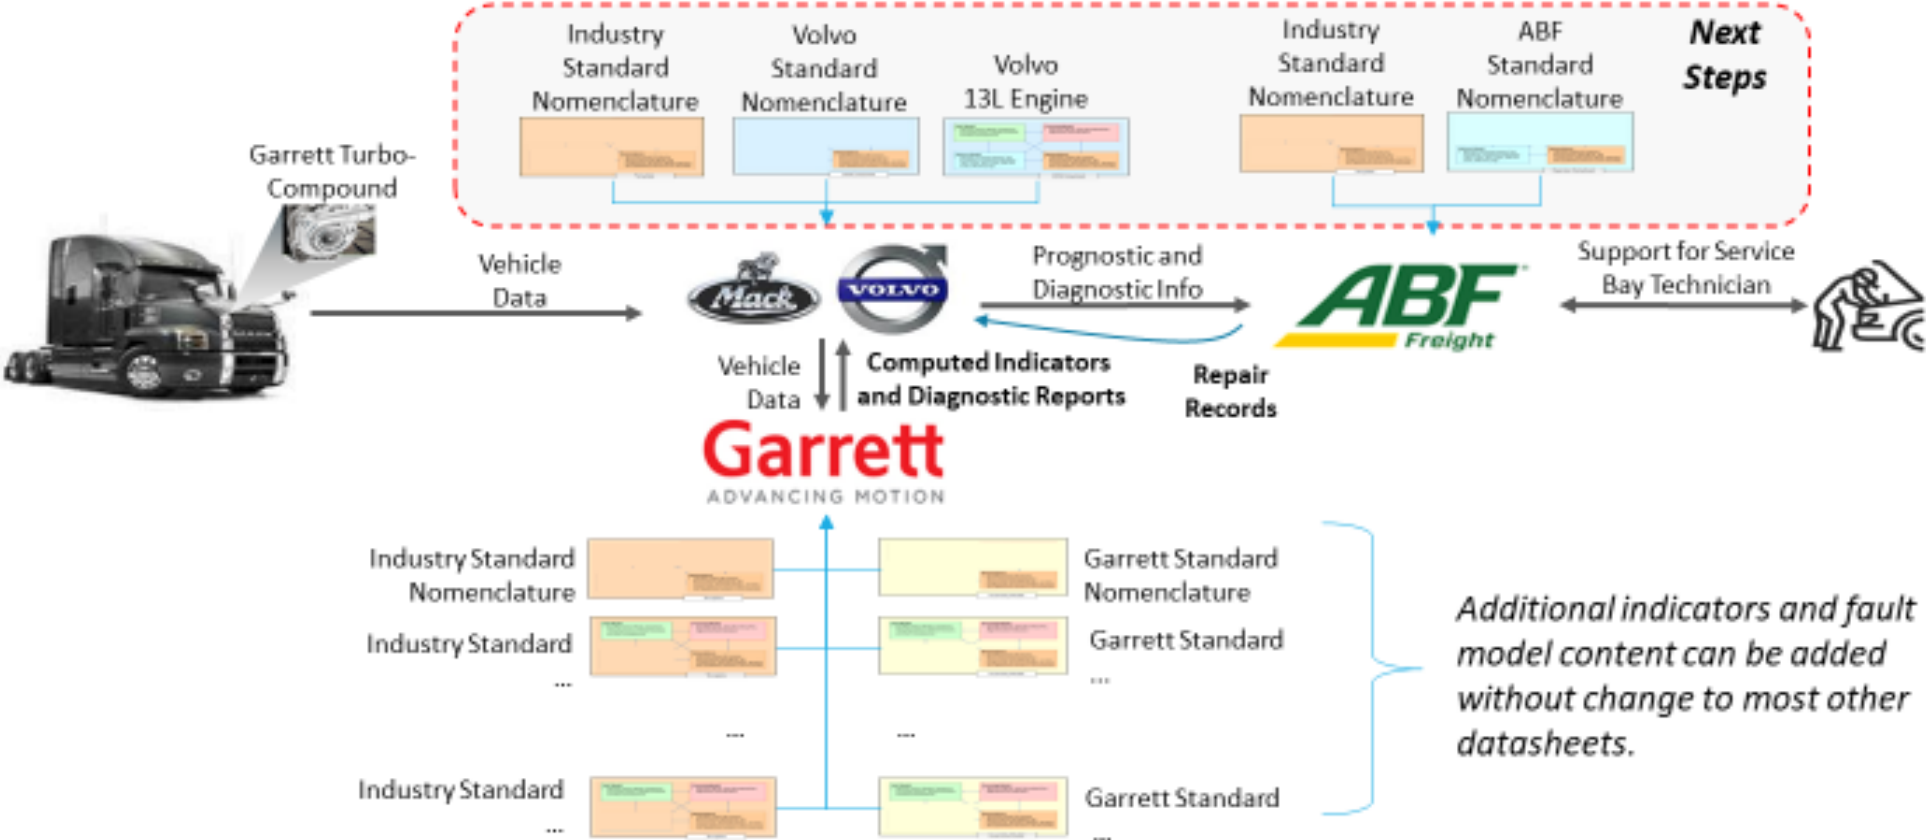 Industry
Standard
Nomenclature
Volvo
Standard
Nomenclature
Volvo
13L Engine
Industry
Standard
Nomenclature
ABF
Standard
Nomenclature
Next
Steps
Garrett Turbo-
Compound
Vehicle
Data
Mack
VOLVO
Prognostic and
Diagnostic Info
ABF
Freight
Support for Service
Bay Technician
Vehicle
Data
Computed Indicators
and Diagnostic Reports
Repair
Records
Garrett
ADVANCING MOTION
Industry Standard
Nomenclature
Garrett Standard
Nomenclature
Industry Standard
...
Garrett Standard
...
...
...
Industry Standard
...
Garrett Standard
...
Additional indicators and fault
model content can be added
without change to most other
datasheets.